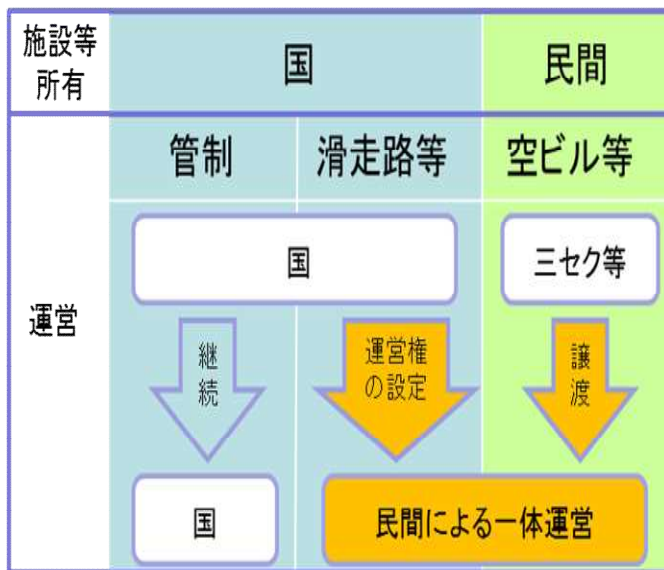 施設等
所有
国
民間
管制
滑走路等
空ビル等
運営
国
三セク等
継
続
運営権
の設定
譲
渡
国
民間による一体運営